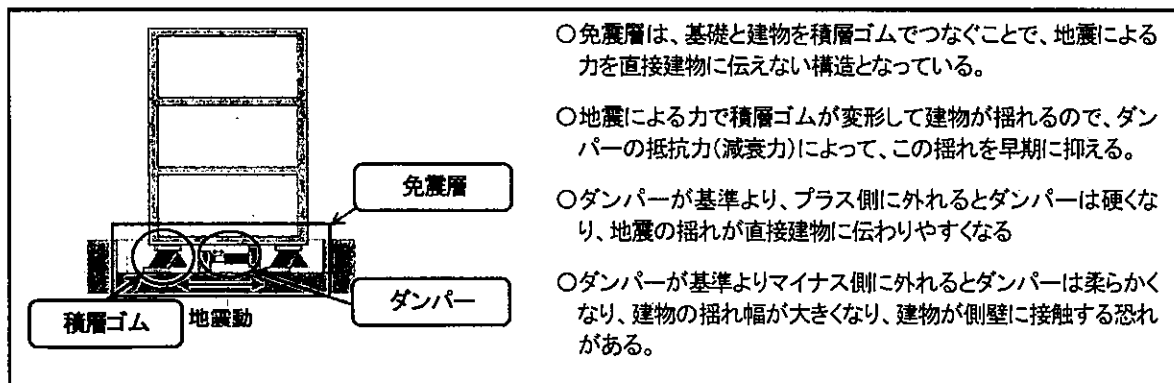 免震層
ダンパー
積層ゴム
地震動
○免震層は、基礎と建物を積層ゴムでつなぐことで、地震による
力を直接建物に伝えない構造となっている。
○地震による力で積層ゴムが変形して建物が揺れるので、ダン
パーの抵抗力(減衰力)によって、この揺れを早期に抑える。
○ダンパーが基準より、プラス側に外れるとダンパーは硬くな
り、地震の揺れが直接建物に伝わりやすくなる
○ダンパーが基準よりマイナス側に外れるとダンパーは柔らかく
なり、建物の揺れ幅が大きくなり、建物が側壁に接触する恐れ
がある。